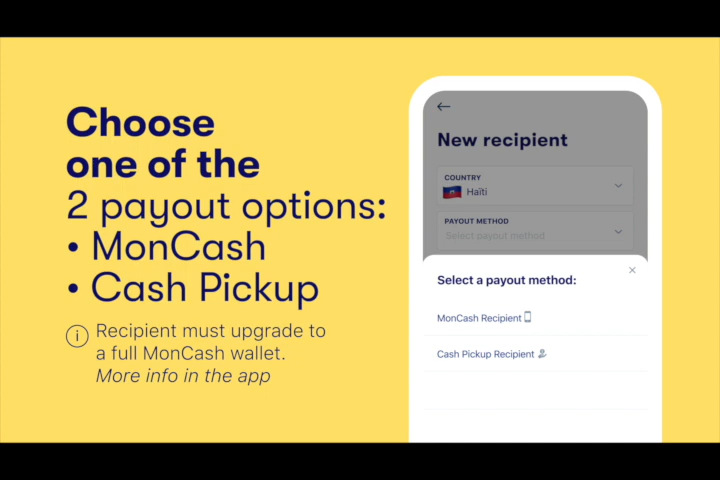 Choose
one of the
2 payout options:
• MonCash
• Cash Pickup
i Recipient must upgrade to
a full MonCash wallet.
More info in the app
New recipient
COUNTRY
Haïti
PAYOUT METHOD
Select payout method
Select a payout method:
MonCash Recipient
Cash Pickup Recipient